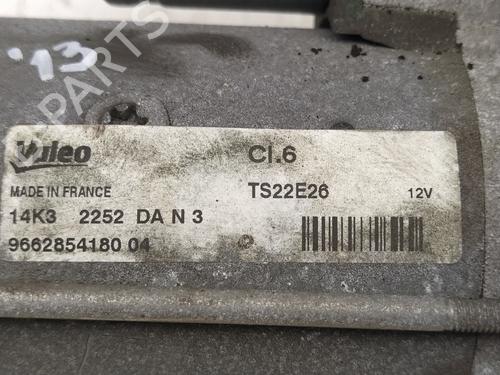 '13
Valeo
Cl.6
MADE IN FRANCE
TS22E26
12V
14K3 2252 DA N 3
9662854180 04
B-PARTS